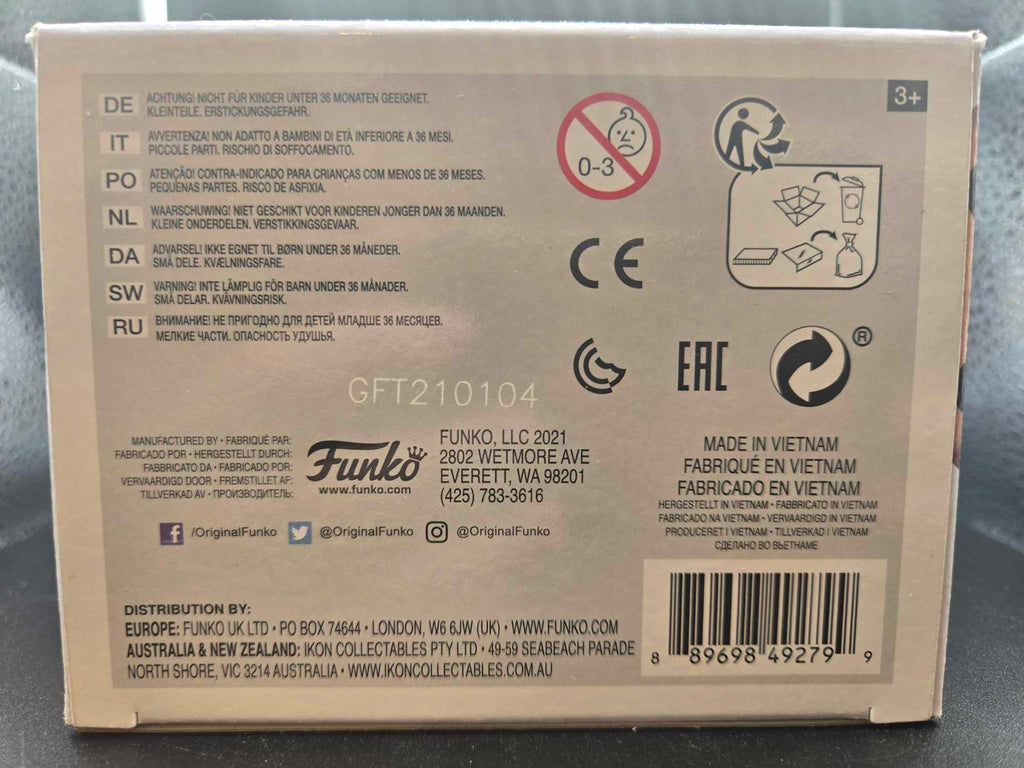 DE ACHTUNG! NICHT FÜR KINDER UNTER 36 MONATEN GEEIGNET.
KLEINTEILE. ERSTICKUNGSGEFAHR.
IT AVVERTENZA! NON ADATTO A BAMBINI DI ETÀ INFERIORE A 36 MESI.
PICCOLE PARTI. RISCHIO DI SOFFOCAMENTO.
PO ATENÇÃO! CONTRA-INDICADO PARA CRIANÇAS COM MENOS DE 36 MESES.
PEQUENAS PARTES. RISCO DE ASFIXIA.
NL WAARSCHUWING! NIET GESCHIKT VOOR KINDEREN JONGER DAN 36 MAANDEN.
KLEINE ONDERDELEN. VERSTIKKINGSGEVAAR.
DA ADVARSEL! IKKE EGNET TIL BØRN UNDER 36 MÅNEDER.
SMÅ DELE. KVÆLNINGSFARE.
SW VARNING! INTE LÄMPLIG FÖR BARN UNDER 36 MÅNADER.
SMÅ DELAR. KVÄVNINGSRISK.
RU ВНИМАНИЕ! НЕ ПРИГОДНО ДЛЯ ДЕТЕЙ МЛАДШЕ 36 МЕСЯЦЕВ.
МЕЛКИЕ ЧАСТИ. ОПАСНОСТЬ УДУШЬЯ.
0-3
3+
CE
EAC
®
GFT210104
MANUFACTURED BY • FABRIQUÉ PAR:
FABRICADO POR • HERGESTELLT DURCH:
FABBRICATO DA • FABRICADO POR:
VERVAARDIGD DOOR • FREMSTILLET AF:
TILLVERKAD AV • ПРОИЗВОДИТЕЛЬ:
Funko
www.funko.com
FUNKO, LLC 2021
2802 WETMORE AVE
EVERETT, WA 98201
(425) 783-3616
MADE IN VIETNAM
FABRIQUÉ EN VIETNAM
FABRICADO EN VIETNAM
HERGESTELLT IN VIETNAM • FABBRICATO IN VIETNAM
FABRICADO NA VIETNAM • VERVAARDIGD IN VIETNAM
PRODUCERET I VIETNAM • TILLVERKAD I VIETNAM
СДЕЛАНО ВО ВЬЕТНАМЕ
f /OriginalFunko @OriginalFunko @OriginalFunko
DISTRIBUTION BY:
EUROPE: FUNKO UK LTD • PO BOX 74644 • LONDON, W6 6JW (UK) • WWW.FUNKO.COM
AUSTRALIA & NEW ZEALAND: IKON COLLECTABLES PTY LTD • 49-59 SEABEACH PARADE
NORTH SHORE, VIC 3214 AUSTRALIA • WWW.IKONCOLLECTABLES.COM.AU
8 89698 49279 9